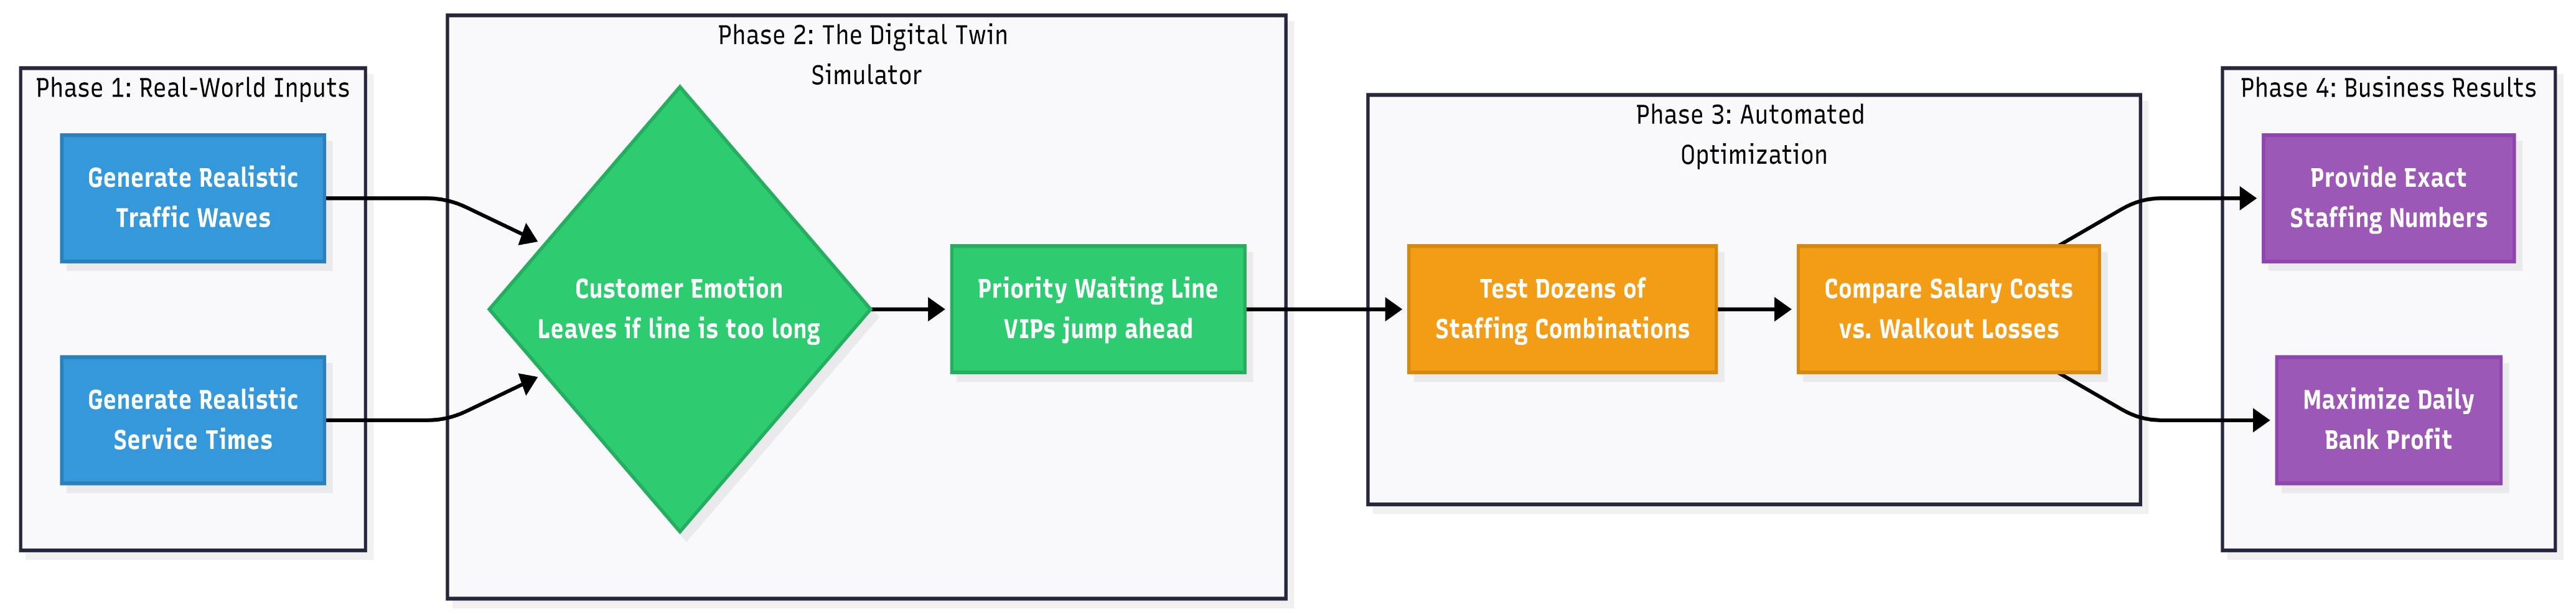 Phase 1: Real-World Inputs
Generate Realistic
Traffic Waves
Generate Realistic
Service Times
Phase 2: The Digital Twin
Simulator
Customer Emotion
Leaves if line is too long
Priority Waiting Line
VIPs jump ahead
Phase 3: Automated
Optimization
Test Dozens of
Staffing Combinations
Compare Salary Costs
vs. Walkout Losses
Phase 4: Business Results
Provide Exact
Staffing Numbers
Maximize Daily
Bank Profit